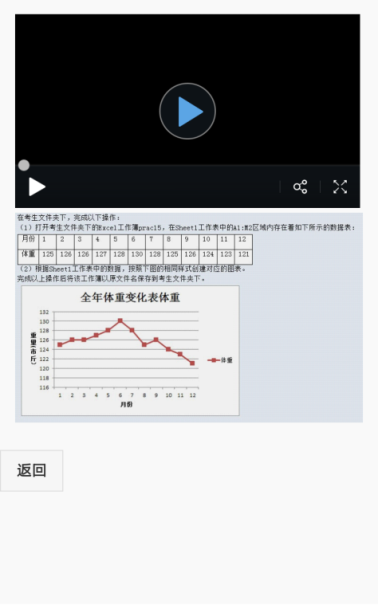 在考生文件夹下，完成以下操作：
（1）打开考生文件夹下的Excel工作簿prac15，在Sheet1工作表中的A1:M2区域内存在着如下所示的数据表：
月份 1 2 3 4 5 6 7 8 9 10 11 12
体重 125 126 126 127 128 130 128 125 126 124 123 121
（2）根据Sheet1工作表中的数据，按照下图的相同样式创建对应的图表。
完成以上操作后将该工作簿以原文件名保存到考生文件夹下。
全年体重变化表体重
132
130
128
126
124
122
120
118
116
重量（市斤）
1 2 3 4 5 6 7 8 9 10 11 12
月份
体重
返回